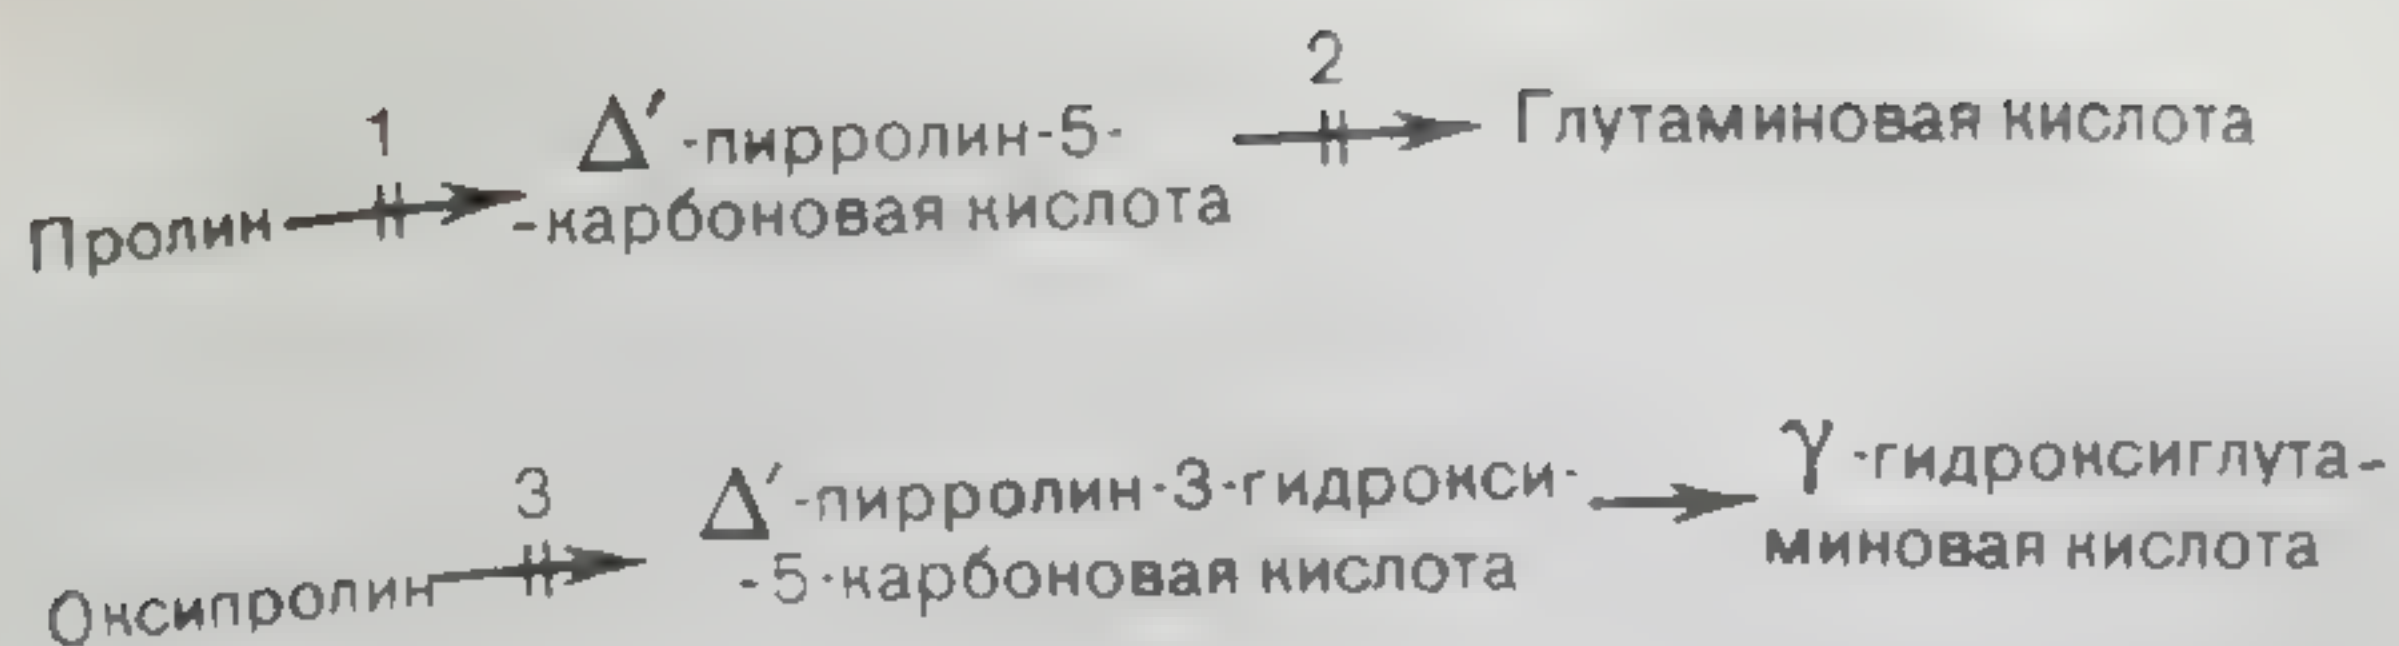 1
2
Δ′-пирролин-5-
Глутаминовая кислота
Пролин
-карбоновая кислота
3
Δ′-пирролин-3-гидрокси-
γ-гидроксиглута-
Оксипролин
-5-карбоновая кислота
миновая кислота